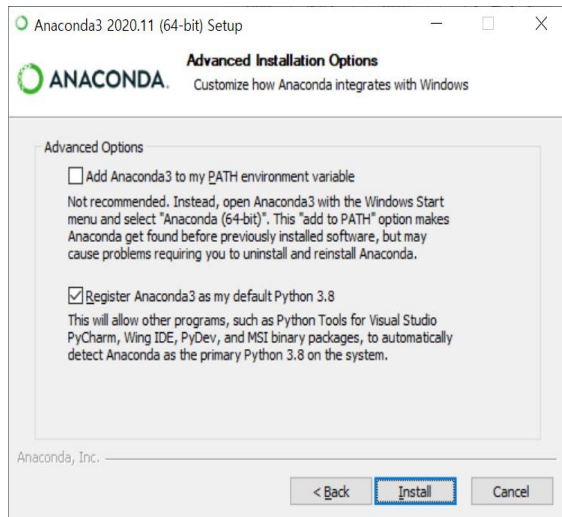 Anaconda3 2020.11 (64-bit) Setup
ANACONDA.
Advanced Installation Options
Customize how Anaconda integrates with Windows
Advanced Options
Add Anaconda3 to my PATH environment variable
Not recommended. Instead, open Anaconda3 with the Windows Start
menu and select "Anaconda (64-bit)". This "add to PATH" option makes
Anaconda get found before previously installed software, but may
cause problems requiring you to uninstall and reinstall Anaconda.
Register Anaconda3 as my default Python 3.8
This will allow other programs, such as Python Tools for Visual Studio
PyCharm, Wing IDE, PyDev, and MSI binary packages, to automatically
detect Anaconda as the primary Python 3.8 on the system.
Anaconda, Inc.
< Back
Install
Cancel